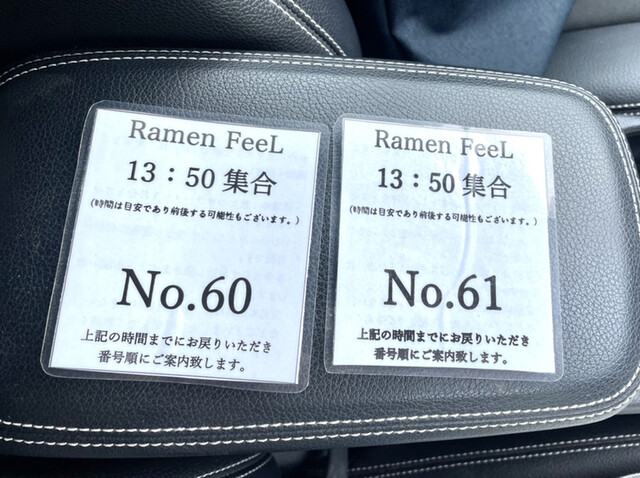 Ramen FeeL
13：50 集合
（時間は目安であり前後する可能性もございます。）
No.60
上記の時間までにお戻りいただき
番号順にご案内致します。
Ramen FeeL
13：50 集合
（時間は目安であり前後する可能性もございます。）
No.61
上記の時間までにお戻りいただき
番号順にご案内致します。